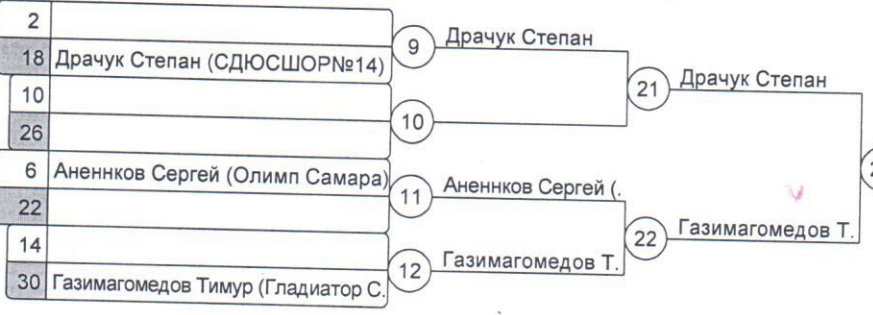 2
18 Драчук Степан (СДЮСШОР№14)
9 Драчук Степан
21 Драчук Степан
10
26
10
6 Аненнков Сергей (Олимп Самара)
22
11 Аненнков Сергей (.
22 Газимагомедов Т.
14
30 Газимагомедов Тимур (Гладиатор С.
12 Газимагомедов Т.